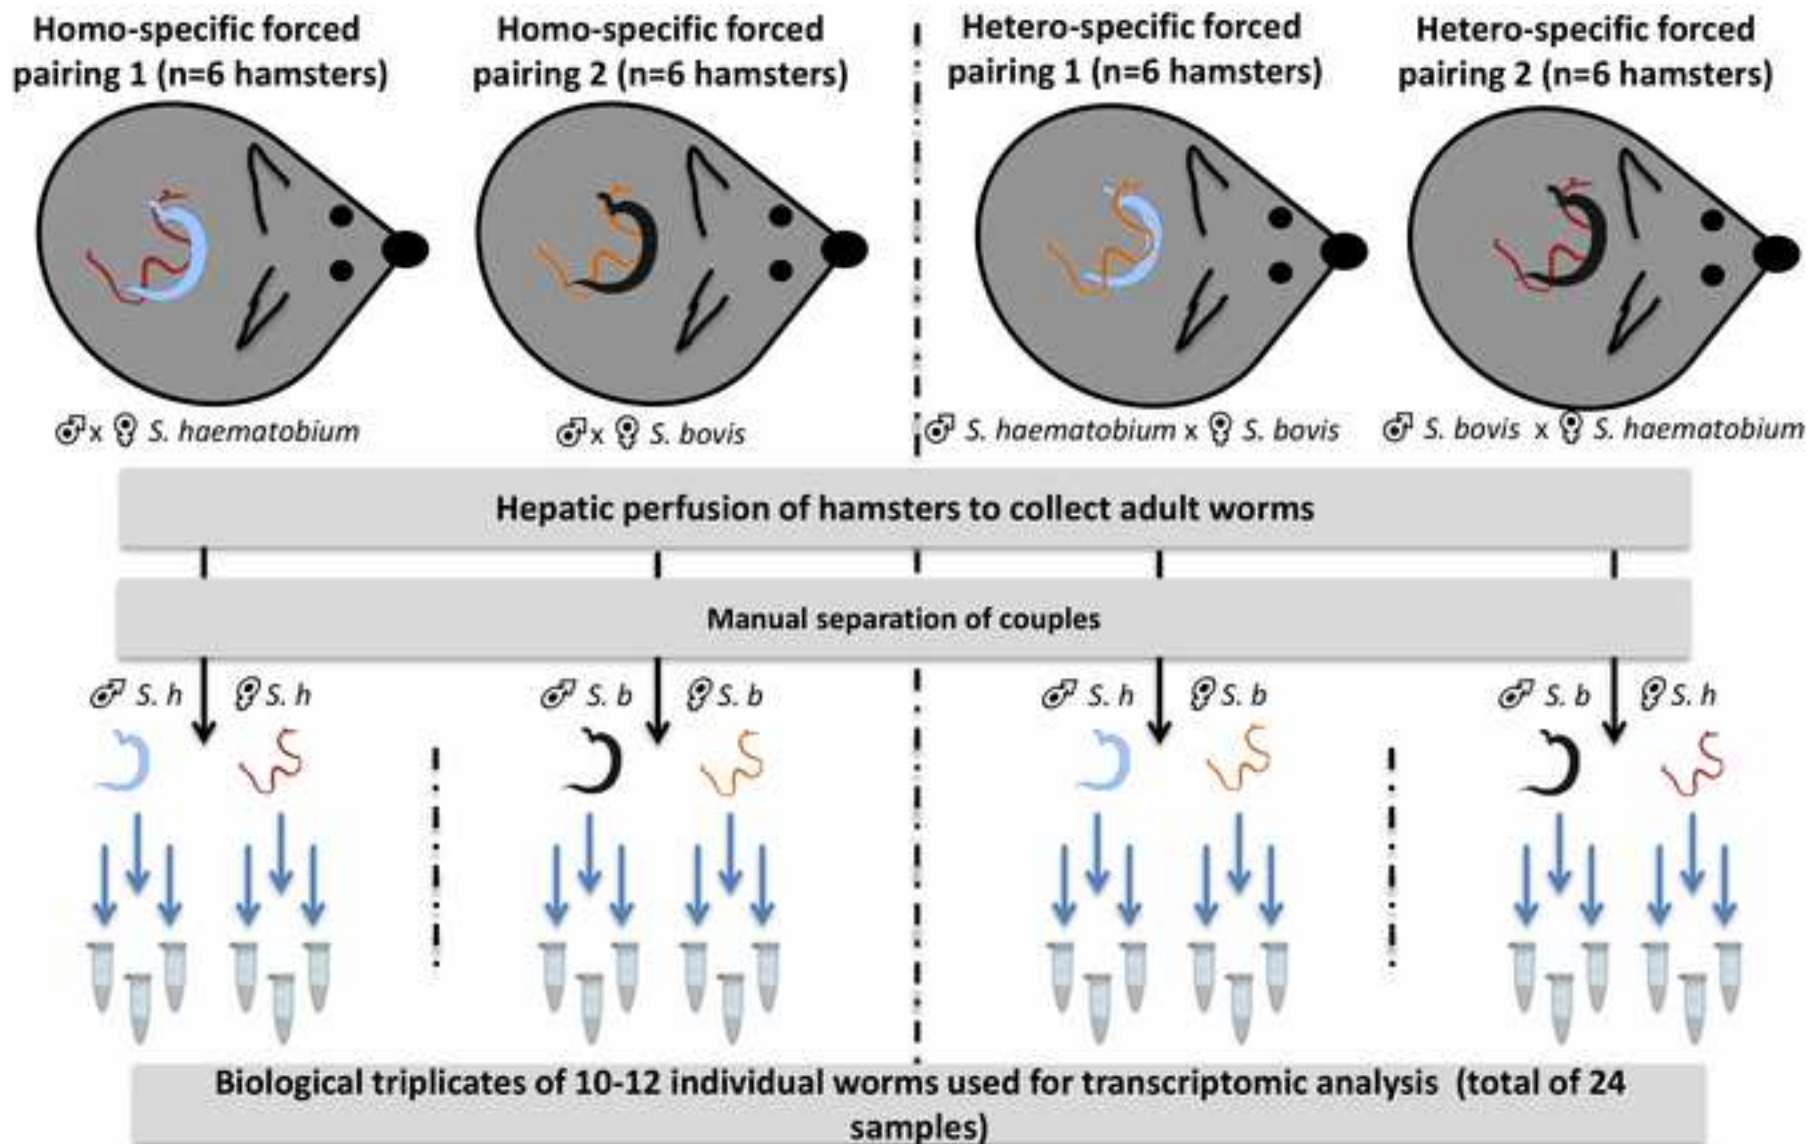 Homo-specific forced
pairing 1 (n=6 hamsters)
Homo-specific forced
pairing 2 (n=6 hamsters)
Hetero-specific forced
pairing 1 (n=6 hamsters)
Hetero-specific forced
pairing 2 (n=6 hamsters)
♂x ♀ S. haematobium
♂x ♀ S. bovis
♂ S. haematobium x ♀ S. bovis
♂ S. bovis x ♀ S. haematobium
Hepatic perfusion of hamsters to collect adult worms
Manual separation of couples
♂ S. h
♀ S. h
♂ S. b
♀ S. b
♂ S. h
♀ S. b
♂ S. b
♀ S. h
Biological triplicates of 10-12 individual worms used for transcriptomic analysis (total of 24
samples)